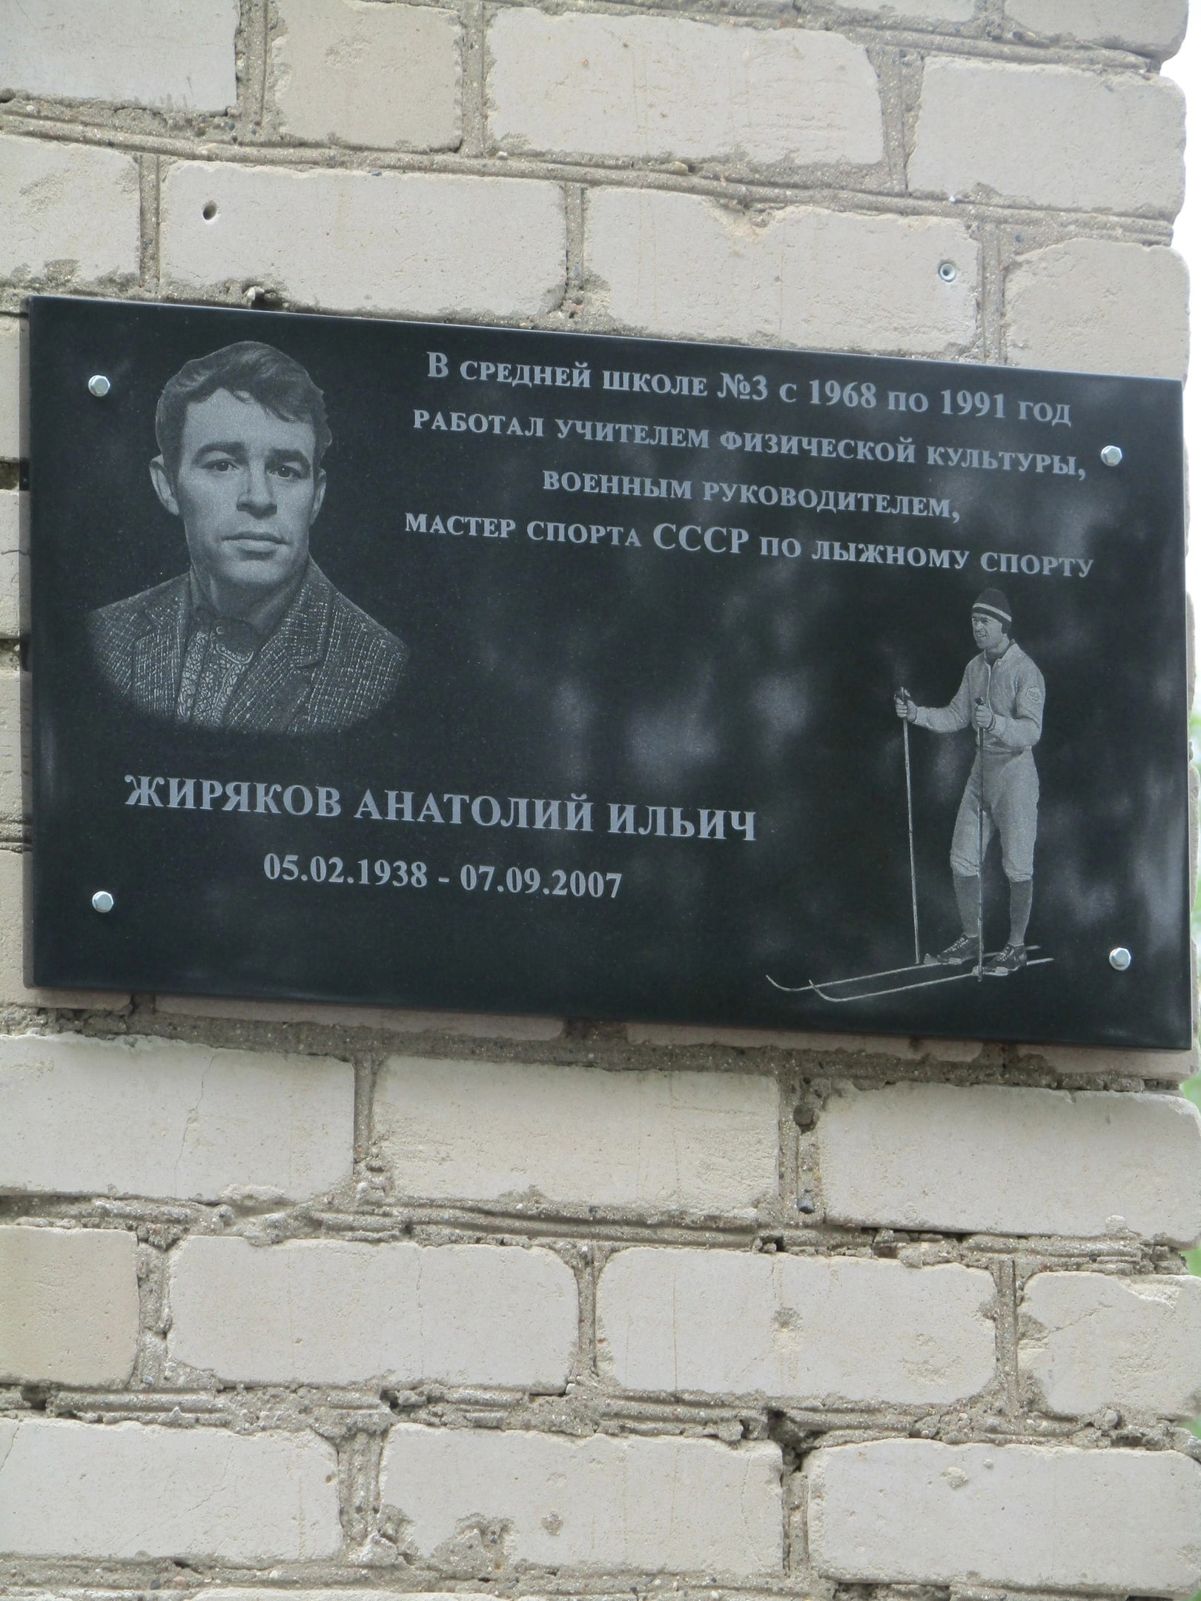 В СРЕДНЕЙ ШКОЛЕ №3 С 1968 ПО 1991 ГОД
РАБОТАЛ УЧИТЕЛЕМ ФИЗИЧЕСКОЙ КУЛЬТУРЫ,
ВОЕННЫМ РУКОВОДИТЕЛЕМ,
МАСТЕР СПОРТА СССР ПО ЛЫЖНОМУ СПОРТУ
ЖИРЯКОВ АНАТОЛИЙ ИЛЬИЧ
05.02.1938 - 07.09.2007